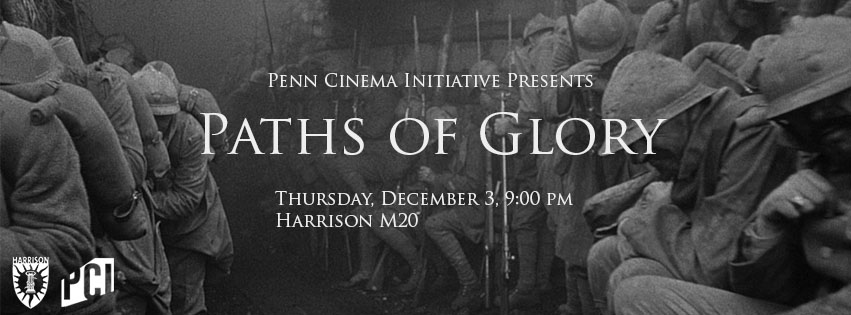 Penn Cinema Initiative Presents
Paths of Glory
Thursday, December 3, 9:00 pm
Harrison M20
HARRISON
PCI